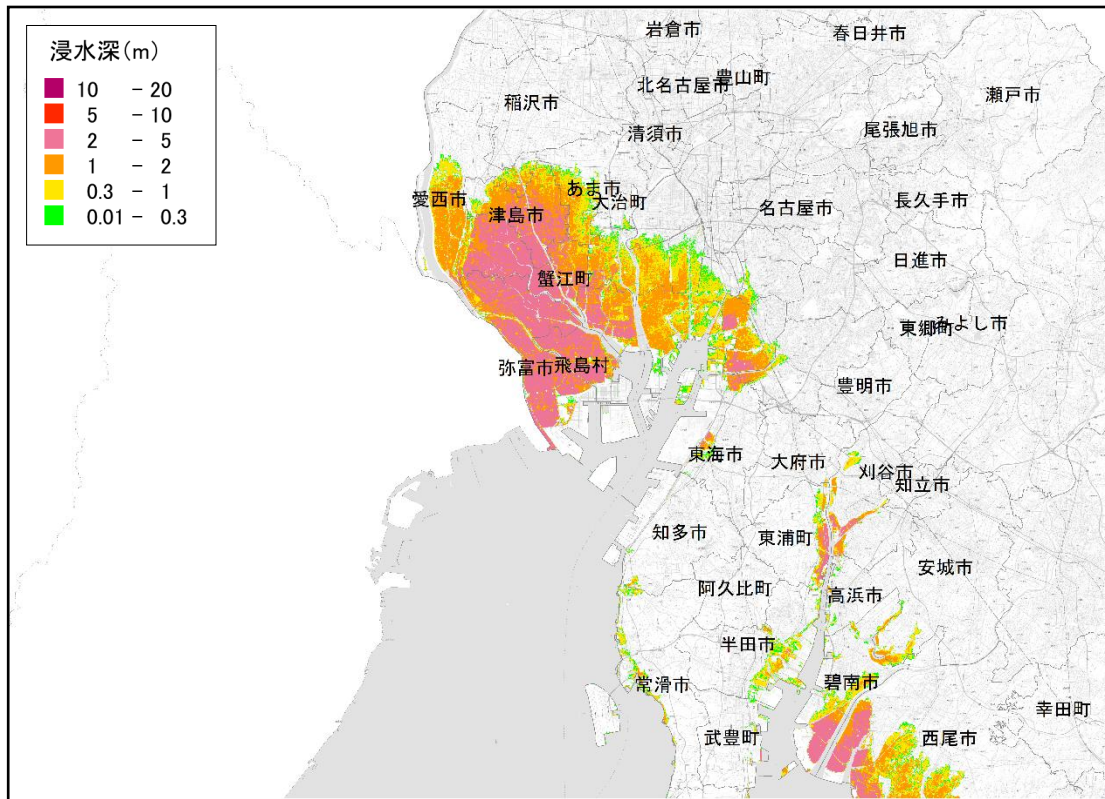 浸水深(m)
10 - 20
5 - 10
2 - 5
1 - 2
0.3 - 1
0.01 - 0.3
岩倉市
春日井市
豊山町
北名古屋市
瀬戸市
稲沢市
清須市
尾張旭市
あま市
愛西市
大治町
長久手市
津島市
名古屋市
日進市
蟹江町
みよし市
東郷町
飛島村
弥富市
豊明市
東海市
大府市
刈谷市
知立市
知多市
東浦町
安城市
阿久比町
高浜市
半田市
常滑市
碧南市
幸田町
武豊町
西尾市